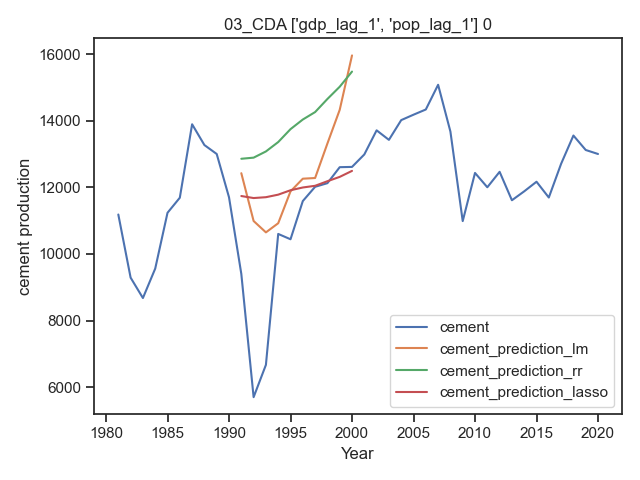 03_CDA ['gdp_lag_1', 'pop_lag_1'] 0
16000
14000
12000
10000
8000
6000
cement production
1980
1985
1990
1995
2000
2005
2010
2015
2020
Year
cement
cement_prediction_lm
cement_prediction_rr
cement_prediction_lasso